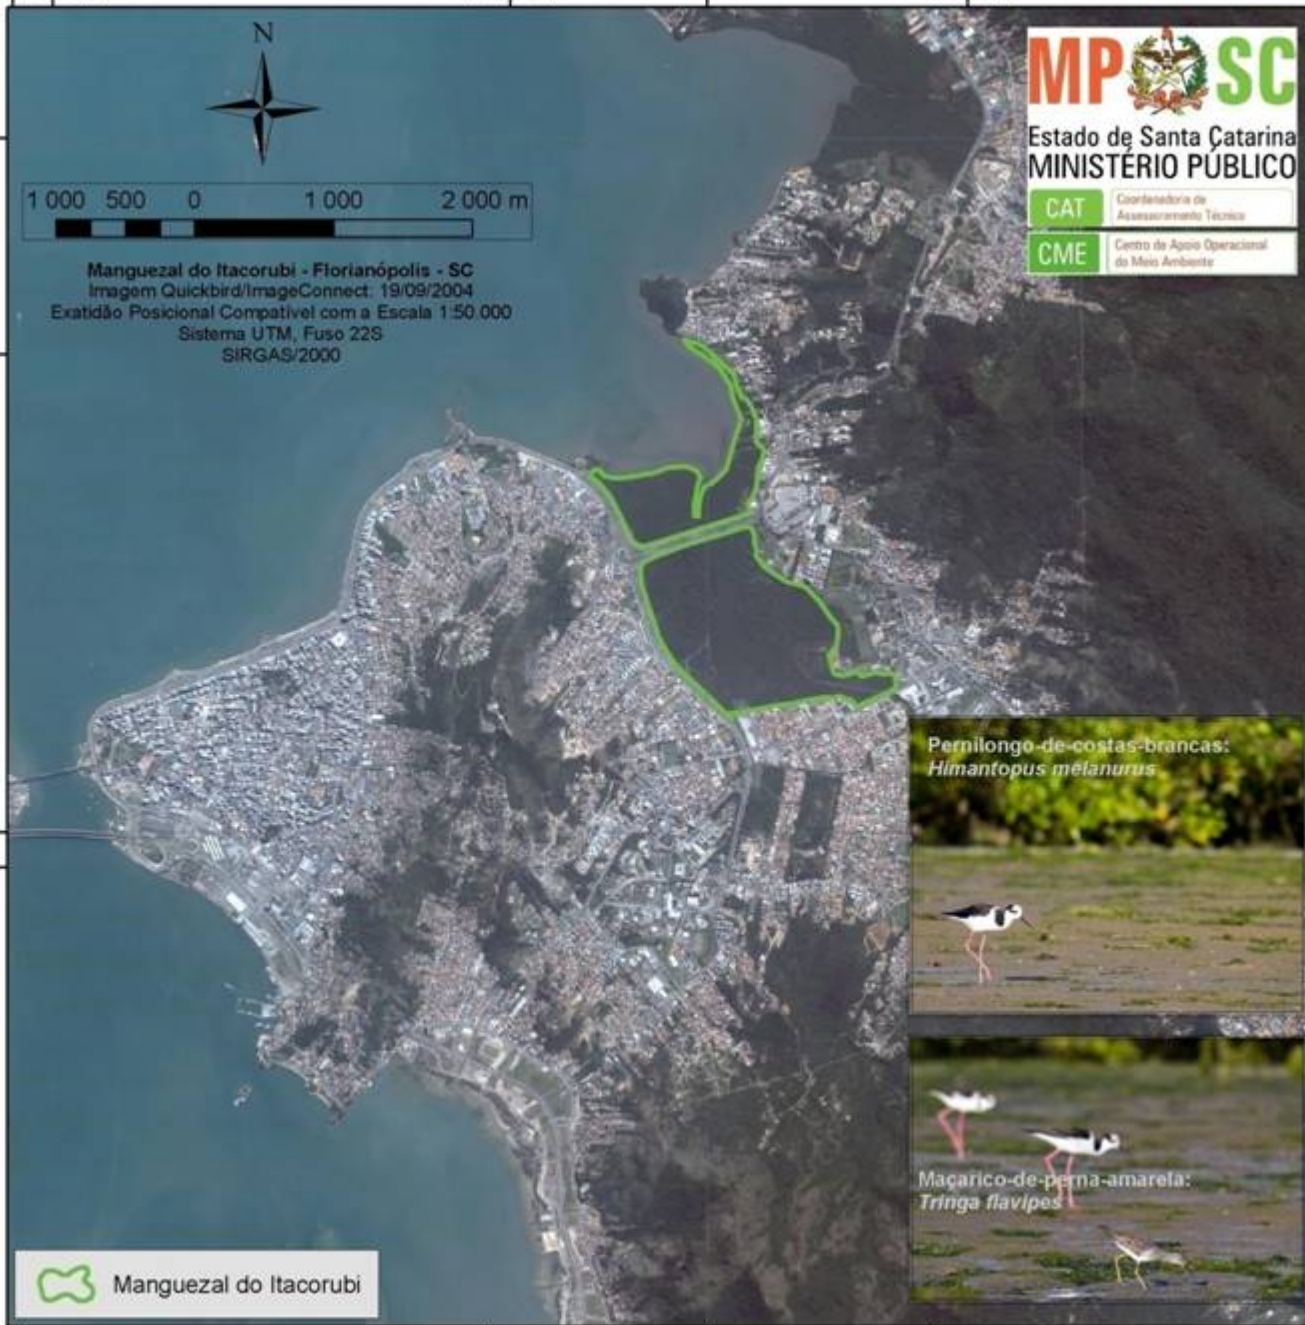 N
MP SC
Estado de Santa Catarina
MINISTÉRIO PÚBLICO
CAT
Coordenadoria de
Assessoramento Técnico
CME
Centro de Apoio Operacional
do Meio Ambiente
1 000 500 0 1 000 2 000 m
Manguezal do Itacorubi - Florianópolis - SC
Imagem Quickbird/ImageConnect: 19/09/2004
Exatidão Posicional Compatível com a Escala 1:50.000
Sistema UTM, Fuso 22S
SIRGAS/2000
Pernilongo-de-costas-brancas:
Himantopus melanurus
Maçarico-de-perna-amarela:
Tringa flavipes
Manguezal do Itacorubi